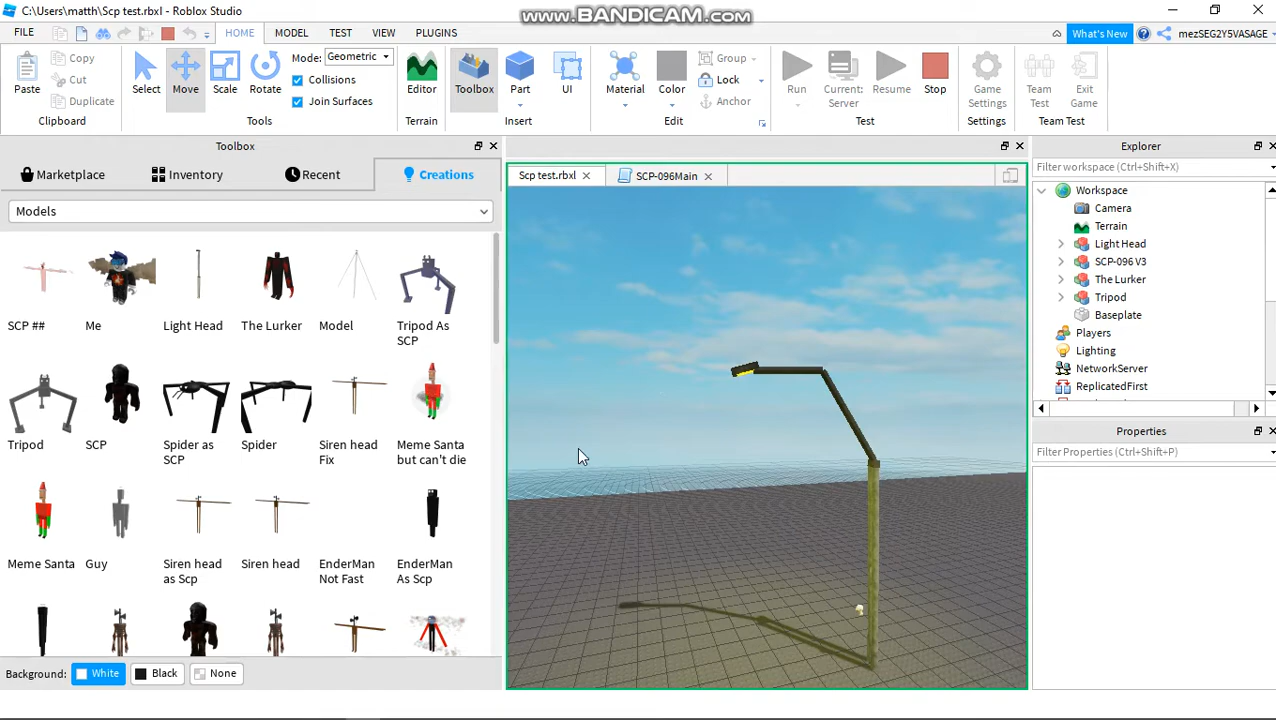 C:\Users\matth\Scp test.rbxl - Roblox Studio
www.BANDICAM.com
FILE HOME MODEL TEST VIEW PLUGINS What's New mezSEG2Y5VASAGE
Paste Copy Cut Duplicate
Clipboard
Select Move Scale Rotate
Mode: Geometric
Collisions
Join Surfaces
Tools
Editor
Terrain
Toolbox Part UI
Insert
Material Color Group Lock Anchor
Edit
Run Current: Server Resume Stop
Test
Game Settings
Settings
Team Test Exit Game
Team Test
Toolbox
Marketplace Inventory Recent Creations
Models
SCP ## Me Light Head The Lurker Model Tripod As SCP
Tripod SCP Spider as SCP Spider Siren head Fix Meme Santa but can't die
Meme Santa Guy Siren head as Scp Siren head EnderMan Not Fast EnderMan As Scp
Background: White Black None
Scp test.rbxl SCP-096Main
Explorer
Filter workspace (Ctrl+Shift+X)
Workspace
Camera
Terrain
Light Head
SCP-096 V3
The Lurker
Tripod
Baseplate
Players
Lighting
NetworkServer
ReplicatedFirst
Properties
Filter Properties (Ctrl+Shift+P)